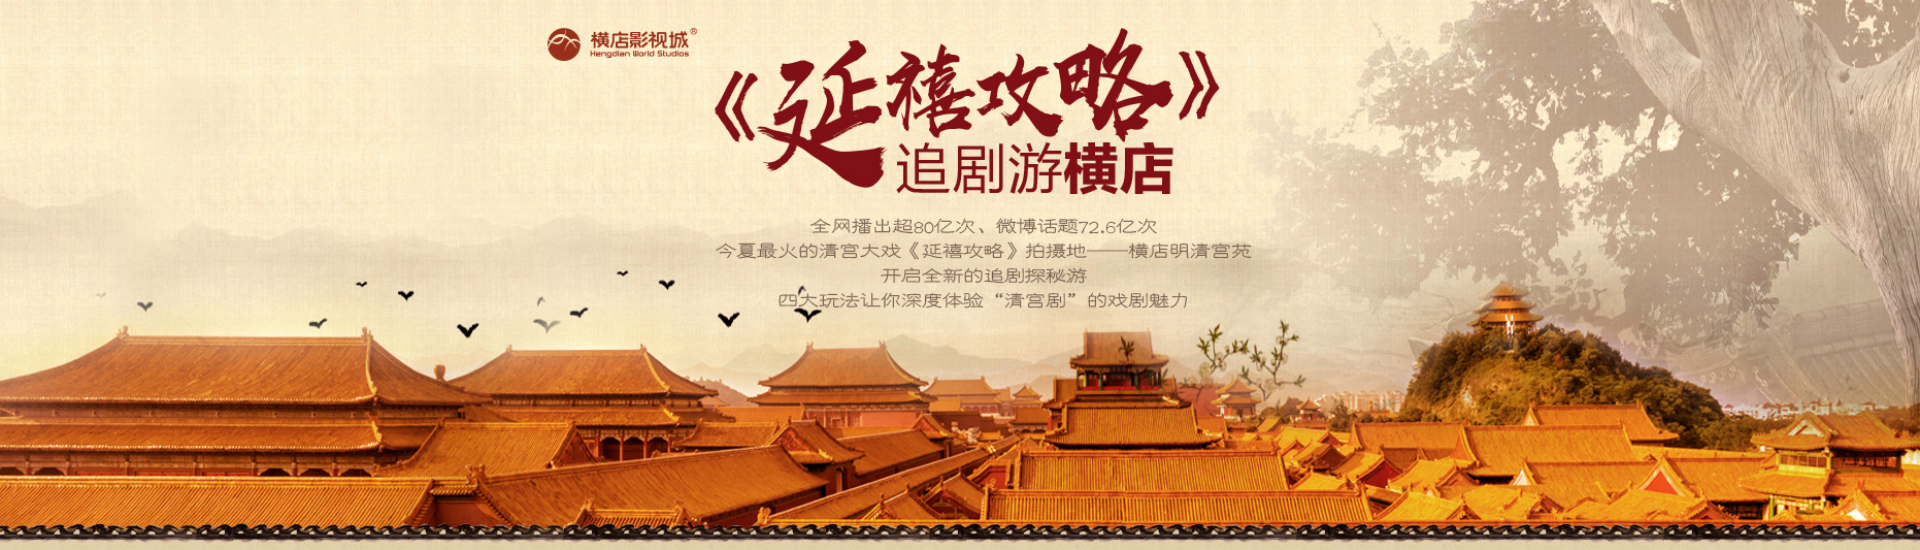 横店影视城®
Hengdian World Studios
《延禧攻略》
追剧游横店
全网播出超80亿次、微博话题72.6亿次
今夏最火的清宫大戏《延禧攻略》拍摄地——横店明清宫苑
开启全新的追剧探秘游
四大玩法让你深度体验“清宫剧”的戏剧魅力